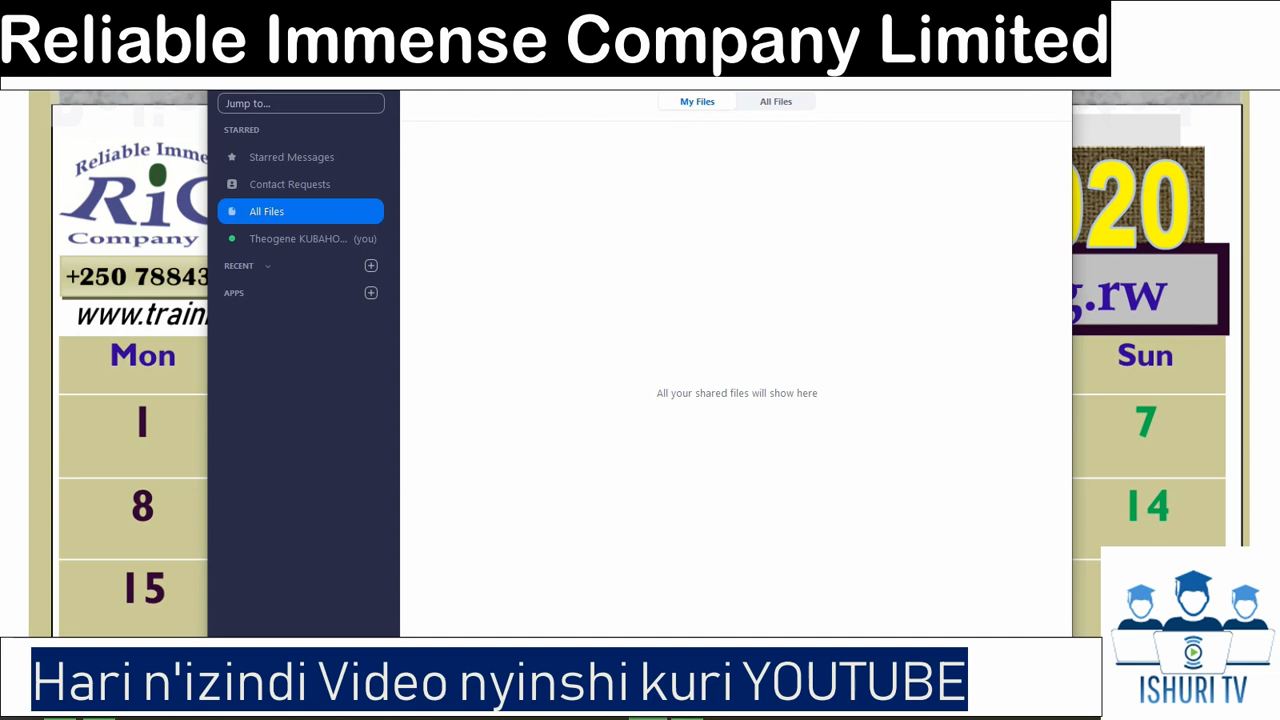 Reliable Immense Company Limited
Jump to...
My Files
All Files
STARRED
Starred Messages
Contact Requests
All Files
Theogene KUBAHO... (you)
RECENT
APPS
All your shared files will show here
Reliable Imme
RiC
Company
+250 78843
www.train
020
g.rw
Mon
Sun
1
7
8
14
15
Hari n'izindi Video nyinshi kuri YOUTUBE
ISHURI TV